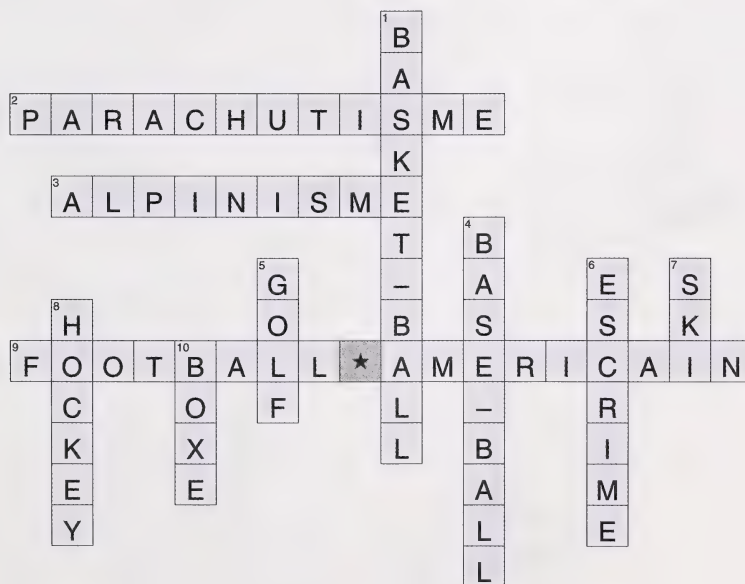 1 BASKET-BALL
2 PARACHUTISME
3 ALPINISME
4 BASE-BALL
5 GOLF
6 ESCRIME
7 SKI
8 HOCKEY
9 FOOTBALL★AMERICAIN
10 BOXE